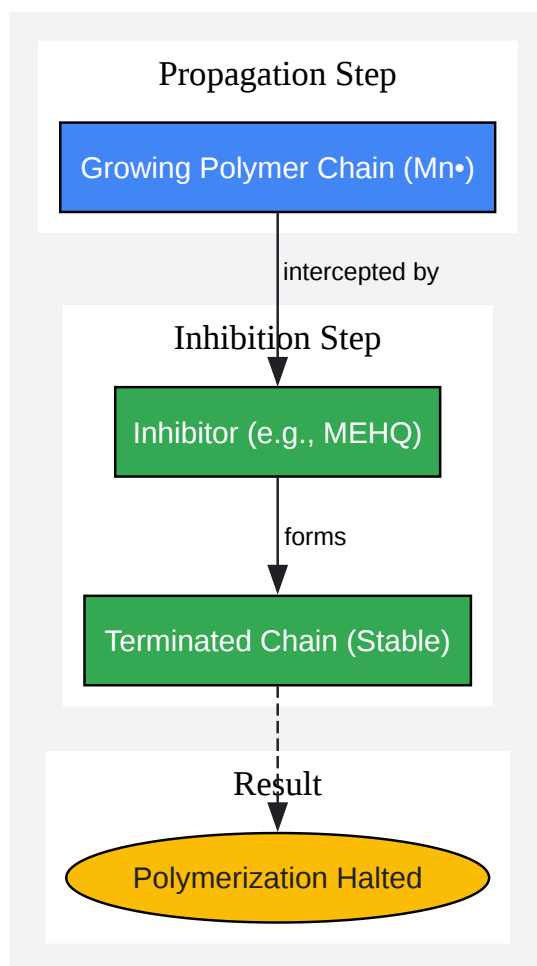 Propagation Step
Growing Polymer Chain (Mn•)
intercepted by
Inhibition Step
Inhibitor (e.g., MEHQ)
forms
Terminated Chain (Stable)
Result
Polymerization Halted